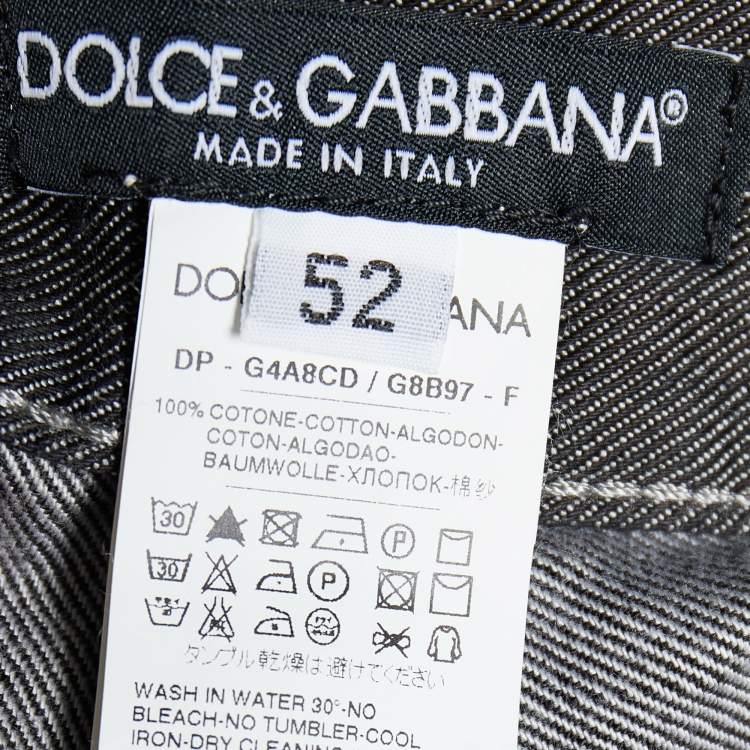 DOLCE & GABBANA®
MADE IN ITALY
52
DO ANA
DP - G4A8CD / G8B97 - F
100% COTONE-COTTON-ALGODON-
COTON-ALGODAO-
BAUMWOLLE-ХЛОПОК-棉纱
30 P
30 P
タンブル乾燥は避けてください
WASH IN WATER 30°-NO
BLEACH-NO TUMBLER-COOL
IRON-DRY CLEANING